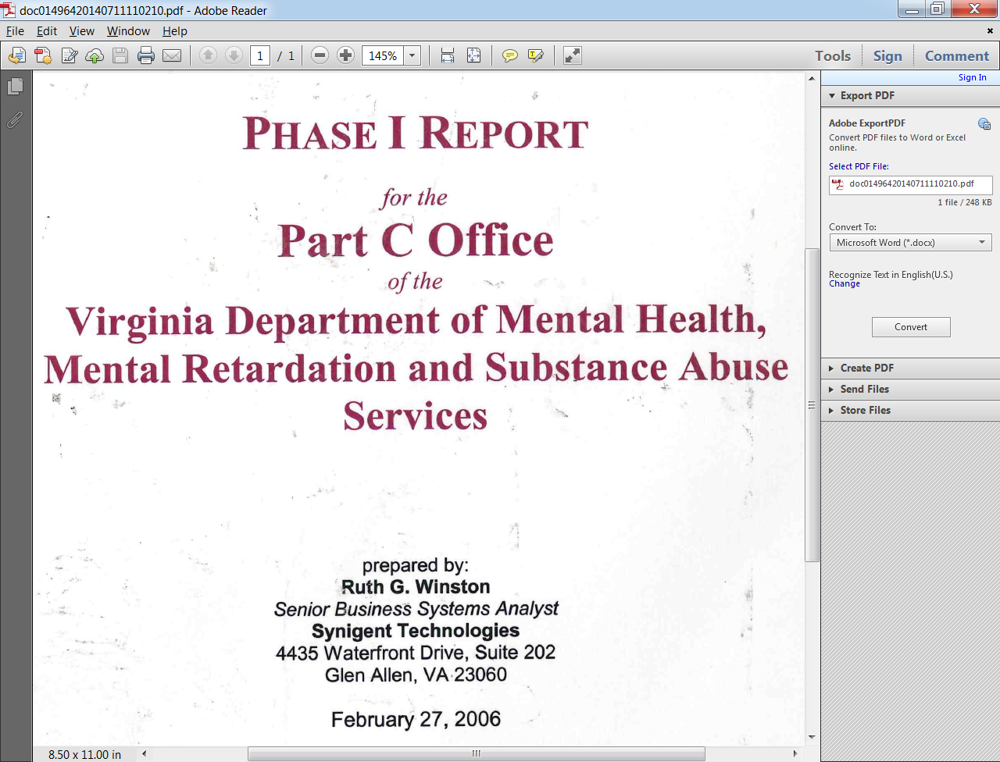 doc01496420140711110210.pdf - Adobe Reader
File Edit View Window Help
1 / 1 145% Tools Sign Comment
Sign In
Export PDF
Adobe ExportPDF
Convert PDF files to Word or Excel
online.
Select PDF File:
doc01496420140711110210.pdf
1 file / 248 KB
Convert To:
Microsoft Word (*.docx)
Recognize Text in English(U.S.)
Change
Convert
Create PDF
Send Files
Store Files
PHASE I REPORT
for the
Part C Office
of the
Virginia Department of Mental Health,
Mental Retardation and Substance Abuse
Services
prepared by:
Ruth G. Winston
Senior Business Systems Analyst
Synigent Technologies
4435 Waterfront Drive, Suite 202
Glen Allen, VA 23060
February 27, 2006
8.50 x 11.00 in